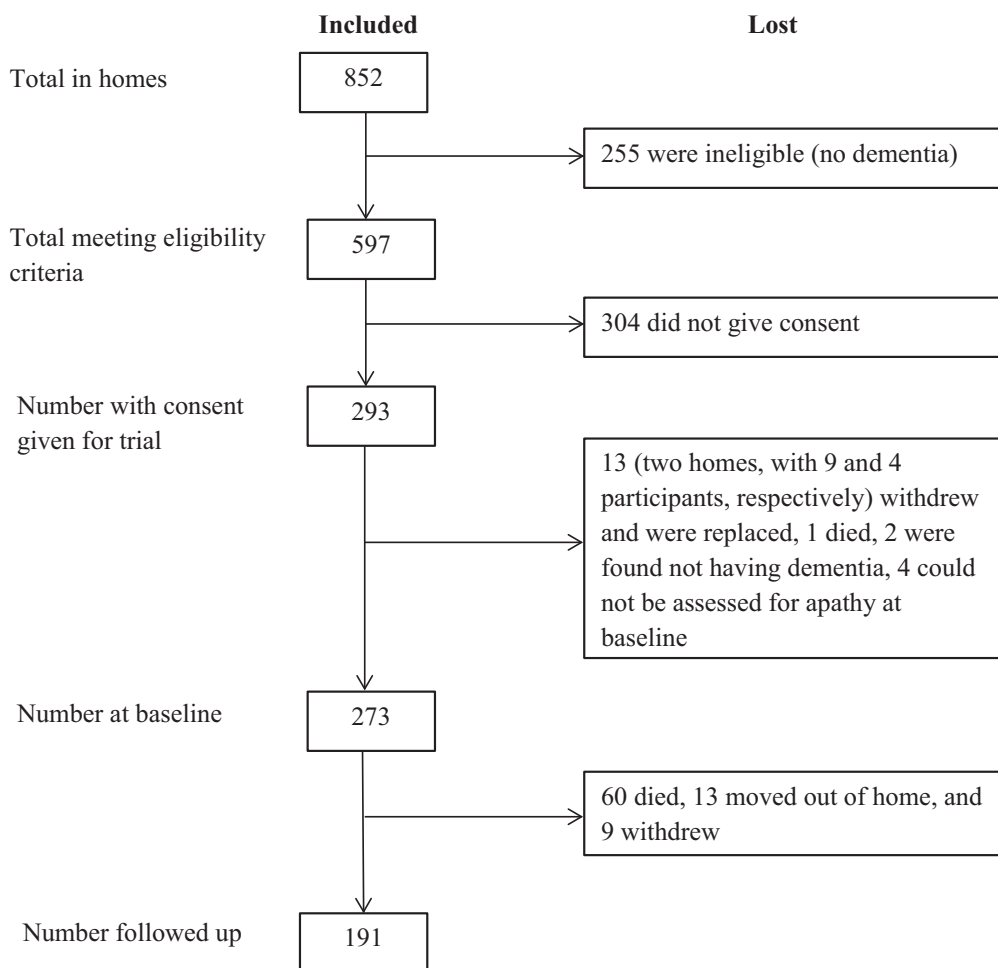 Included
Lost
Total in homes
852
255 were ineligible (no dementia)
Total meeting eligibility
criteria
597
304 did not give consent
Number with consent
given for trial
293
13 (two homes, with 9 and 4
participants, respectively) withdrew
and were replaced, 1 died, 2 were
found not having dementia, 4 could
not be assessed for apathy at
baseline
Number at baseline
273
60 died, 13 moved out of home, and
9 withdrew
Number followed up
191